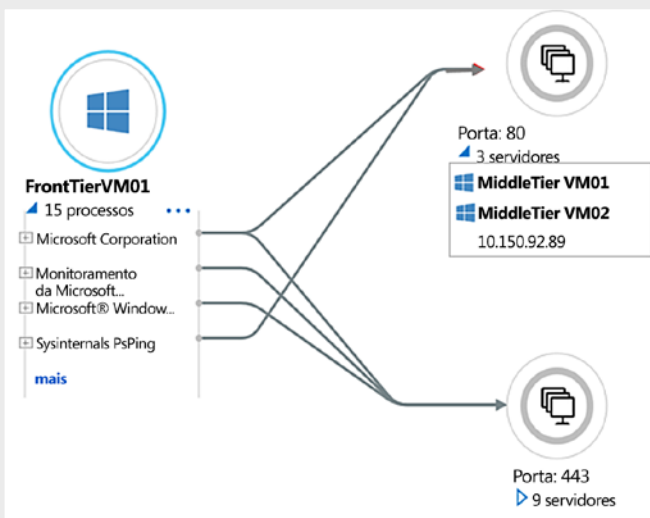 FrontTierVM01
15 processos
Microsoft Corporation
Monitoramento
da Microsoft...
Microsoft® Window...
Sysinternals PsPing
mais
Porta: 80
3 servidores
MiddleTier VM01
MiddleTier VM02
10.150.92.89
Porta: 443
9 servidores